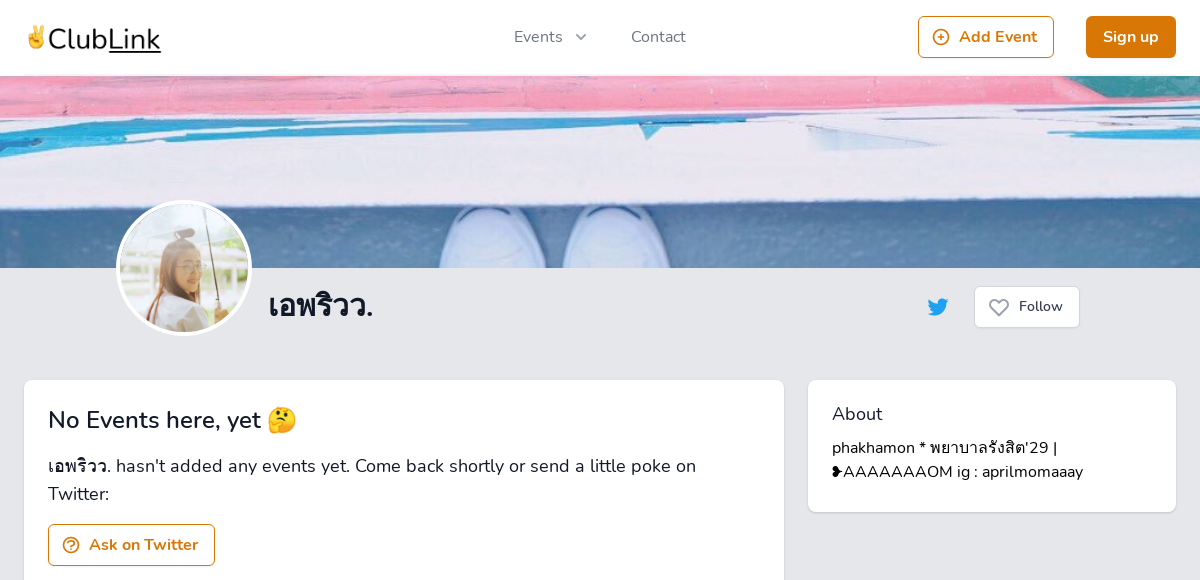 ✌️ClubLink
Events
Contact
Add Event
Sign up
เอพริวว.
Follow
No Events here, yet 🤔
เอพริวว. hasn't added any events yet. Come back shortly or send a little poke on
Twitter:
Ask on Twitter
About
phakhamon * พยาบาลรังสิต'29 |
❥AAAAAAAOM ig : aprilmomaaay